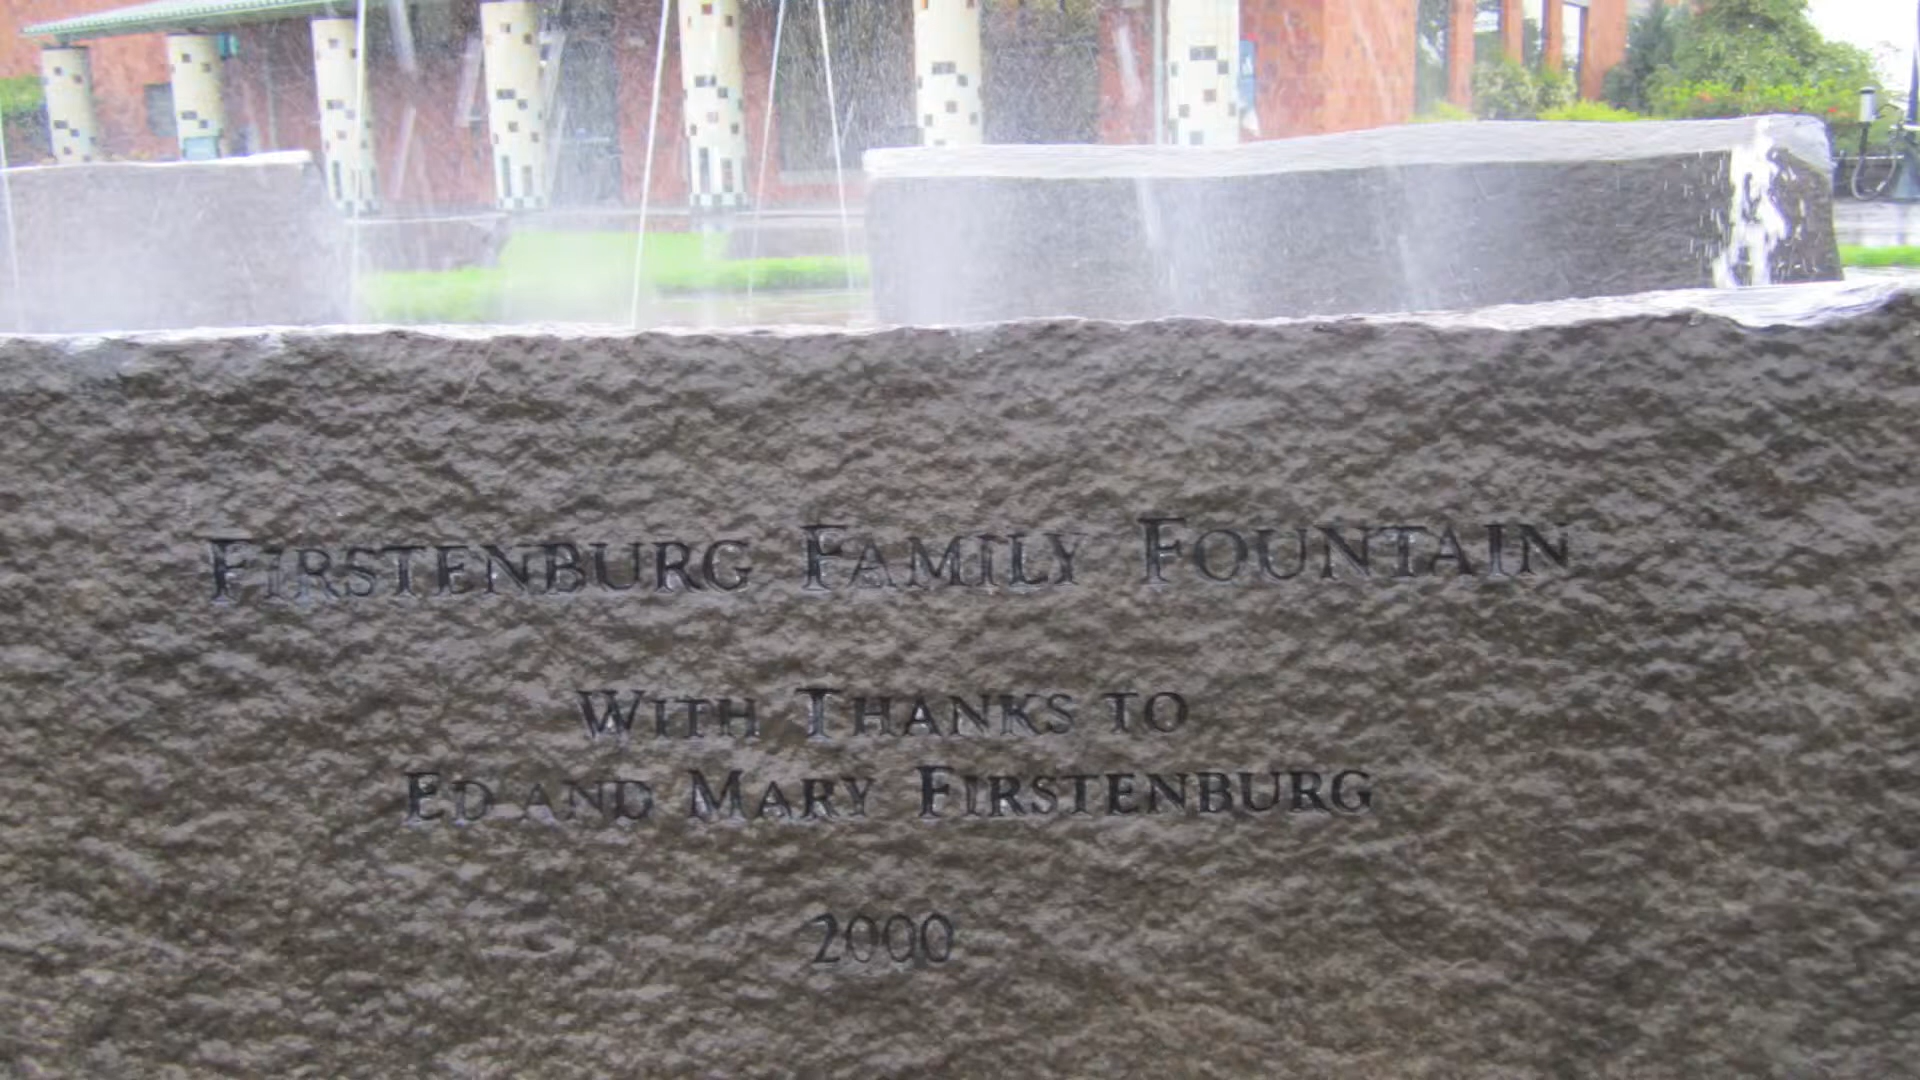 FIRSTENBURG FAMILY FOUNTAIN
WITH THANKS TO
ED AND MARY FIRSTENBURG
2000